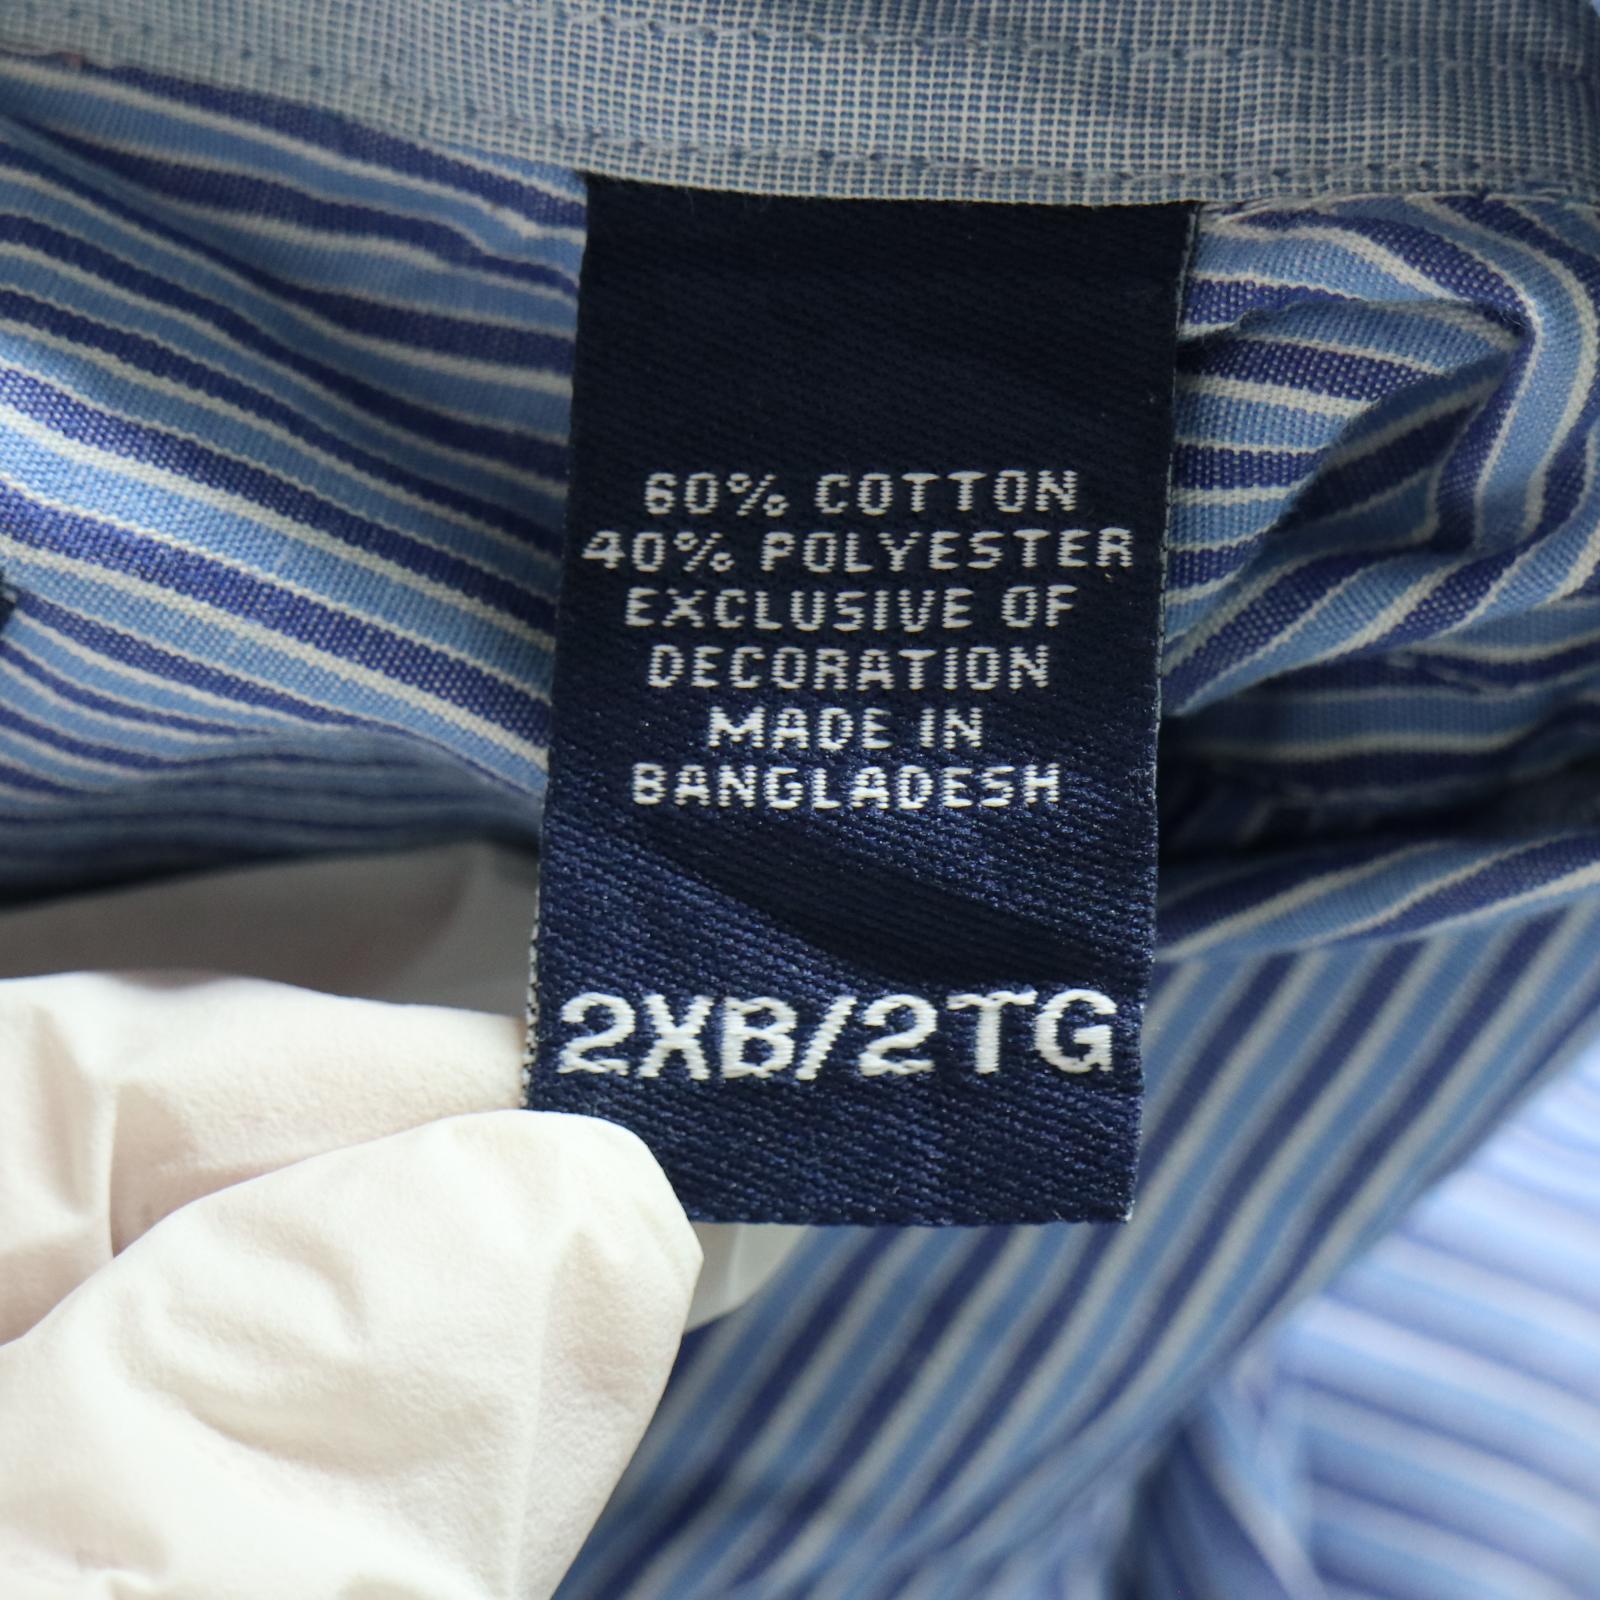 60% COTTON
40% POLYESTER
EXCLUSIVE OF
DECORATION
MADE IN
BANGLADESH
2XB/2TG